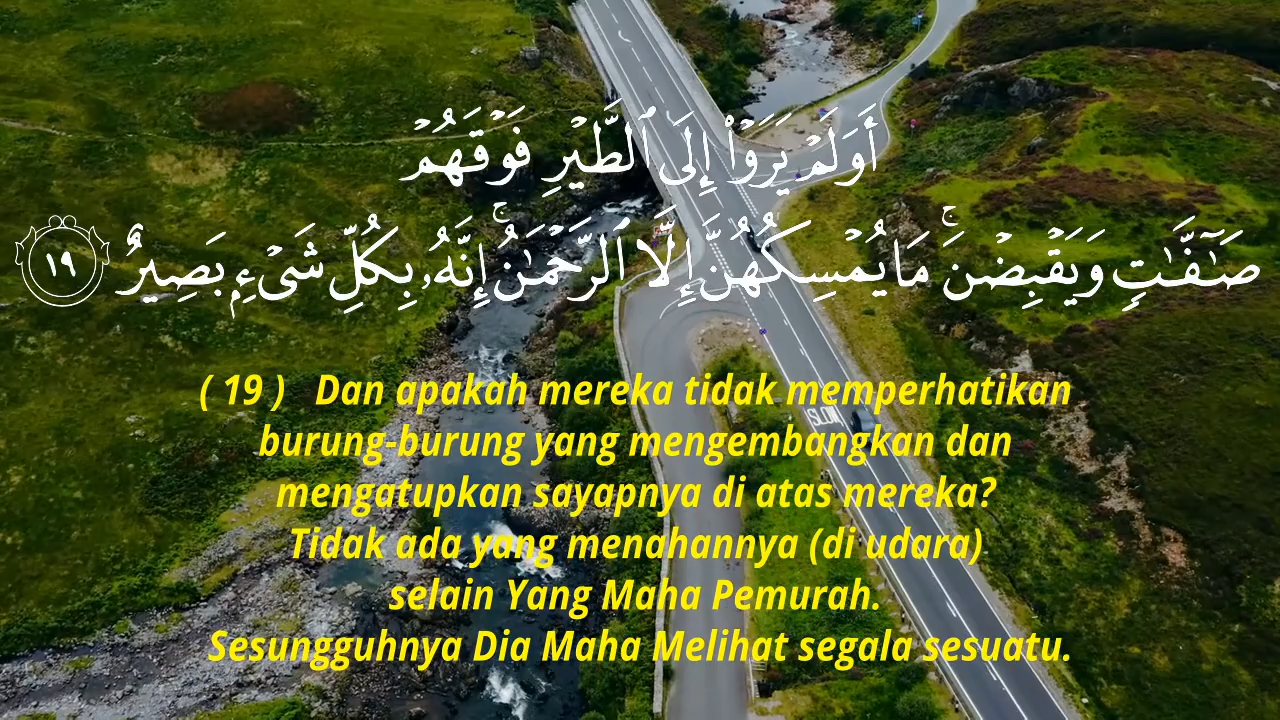 أَوَلَمْ يَرَوْا۟ إِلَى ٱلطَّيْرِ فَوْقَهُمْ
صَـٰٓفَّـٰتٍ وَيَقْبِضْنَ ۚ مَا يُمْسِكُهُنَّ إِلَّا ٱلرَّحْمَـٰنُ ۚ إِنَّهُۥ بِكُلِّ شَىْءٍۭ بَصِيرٌ ١٩
( 19 ) Dan apakah mereka tidak memperhatikan
burung-burung yang mengembangkan dan
mengatupkan sayapnya di atas mereka?
Tidak ada yang menahannya (di udara)
selain Yang Maha Pemurah.
Sesungguhnya Dia Maha Melihat segala sesuatu.
SLOW